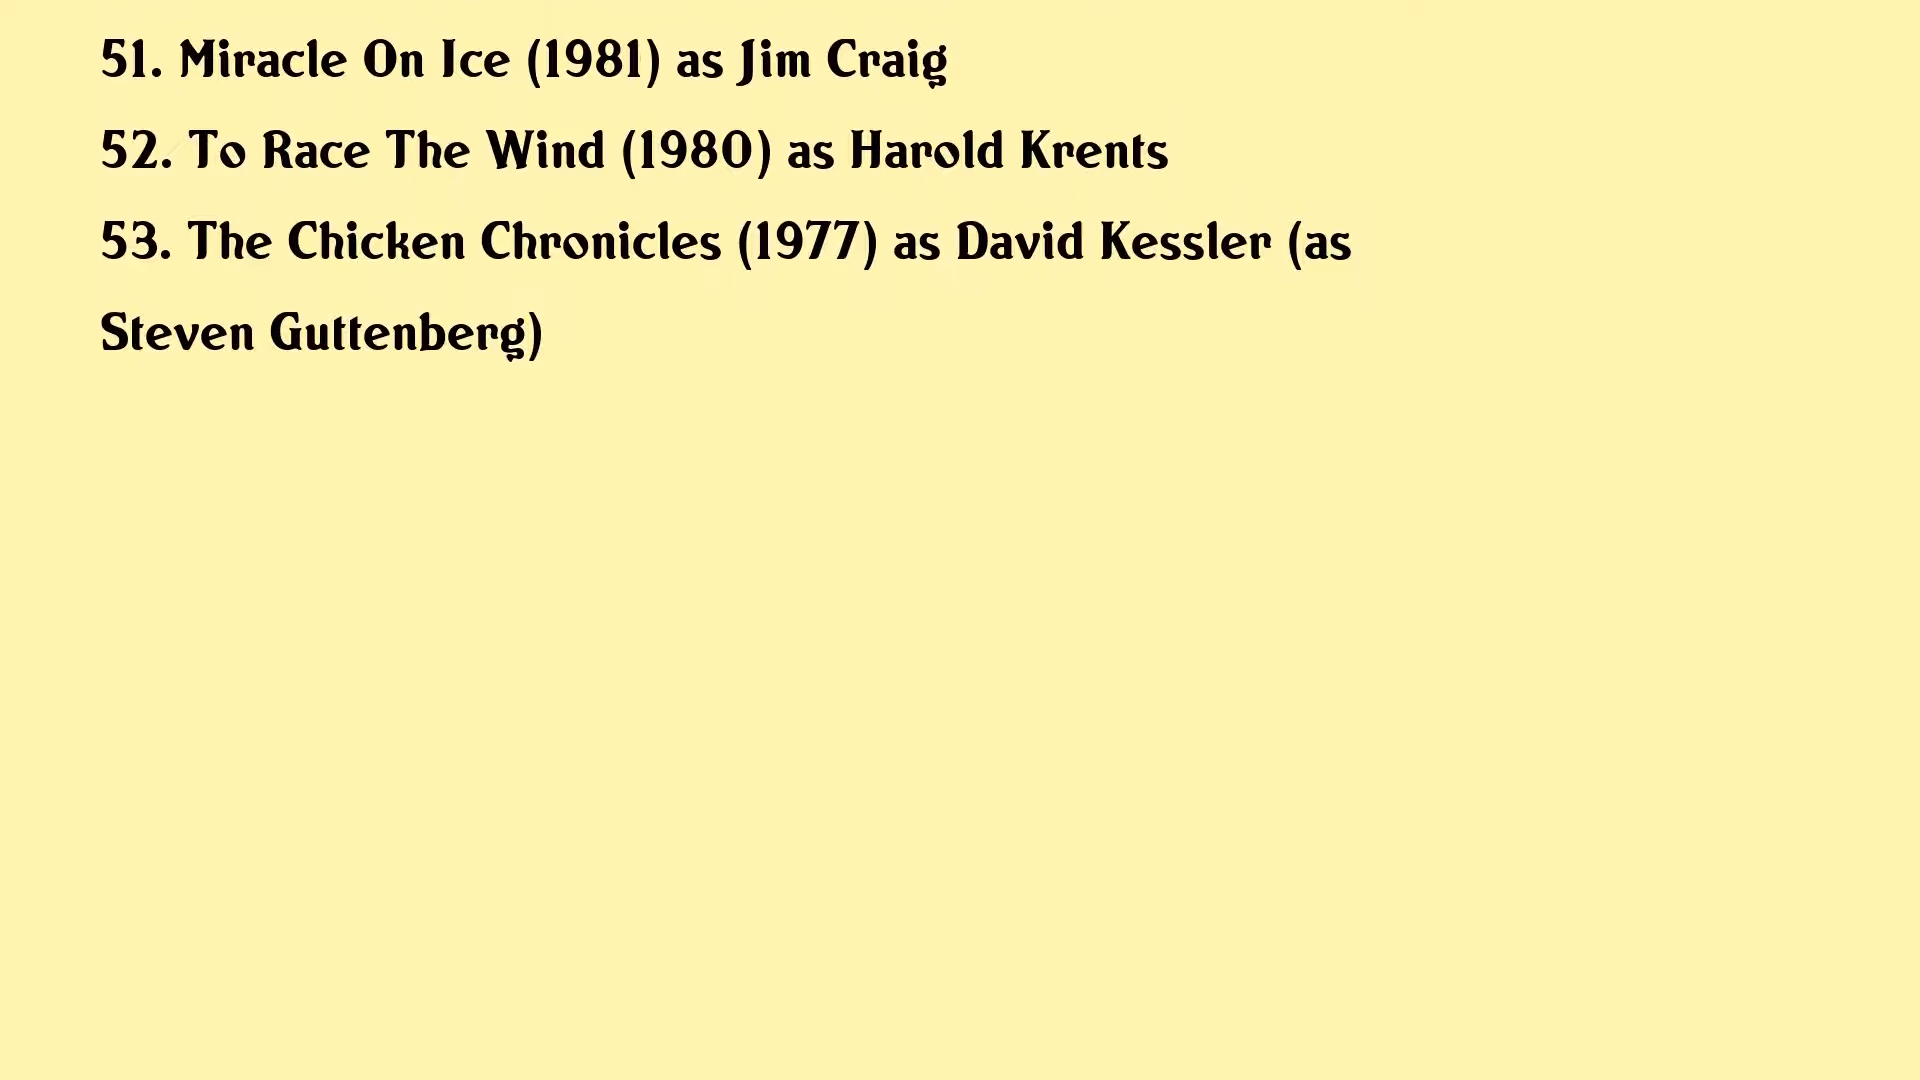 51. Miracle On Ice (1981) as Jim Craig
52. To Race The Wind (1980) as Harold Krents
53. The Chicken Chronicles (1977) as David Kessler (as
Steven Guttenberg)